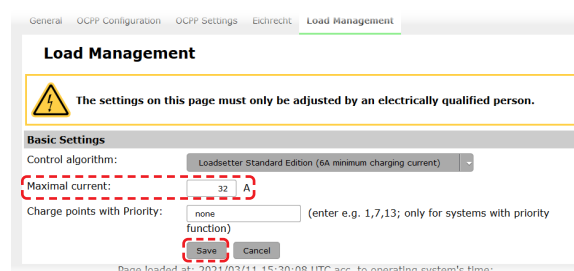 General OCPP Configuration OCPP Settings Eichrecht Load Management
Load Management
The settings on this page must only be adjusted by an electrically qualified person.
Basic Settings
Control algorithm: Loadsetter Standard Edition (6A minimum charging current)
Maximal current: 32 A
Charge points with Priority: none (enter e.g. 1,7,13; only for systems with priority
function)
Save Cancel
Page loaded at: 2021/03/11 15:30:08 UTC acc. to operating system's time: